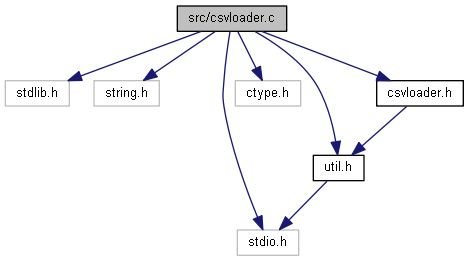 src/csvloader.c
stdlib.h
string.h
ctype.h
csvloader.h
util.h
stdio.h